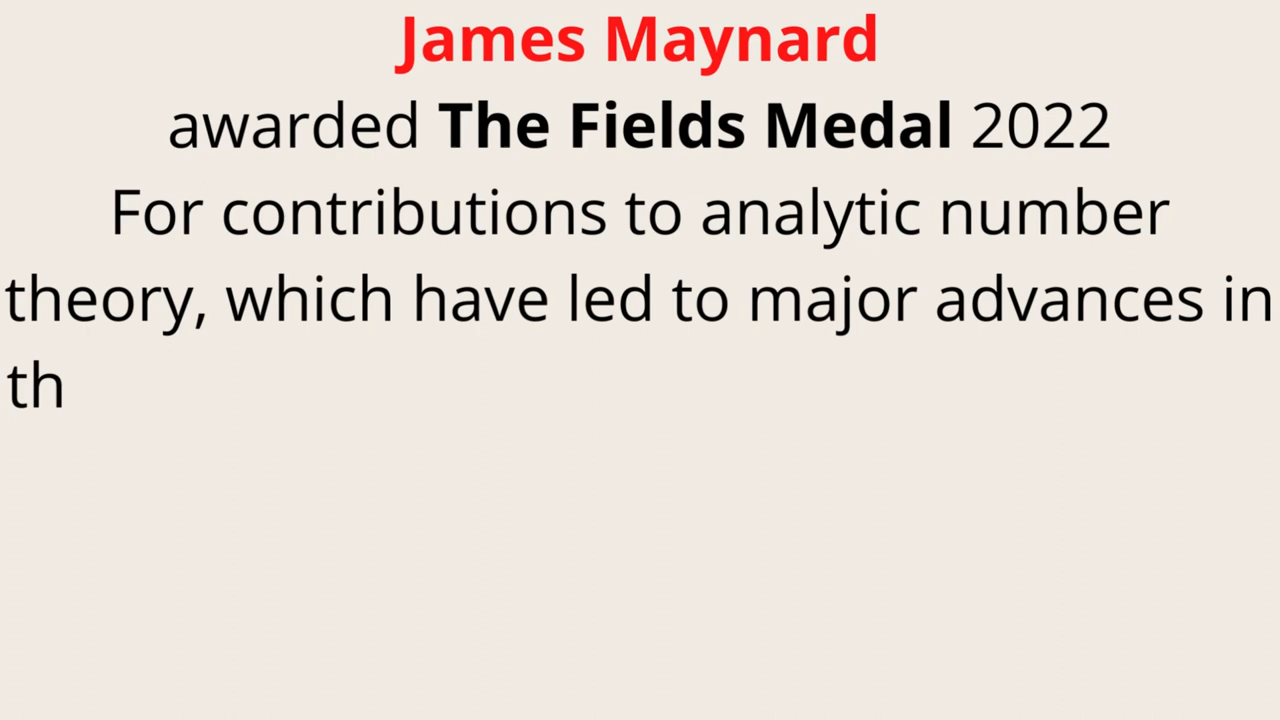 James Maynard
awarded The Fields Medal 2022
For contributions to analytic number
theory, which have led to major advances in
th